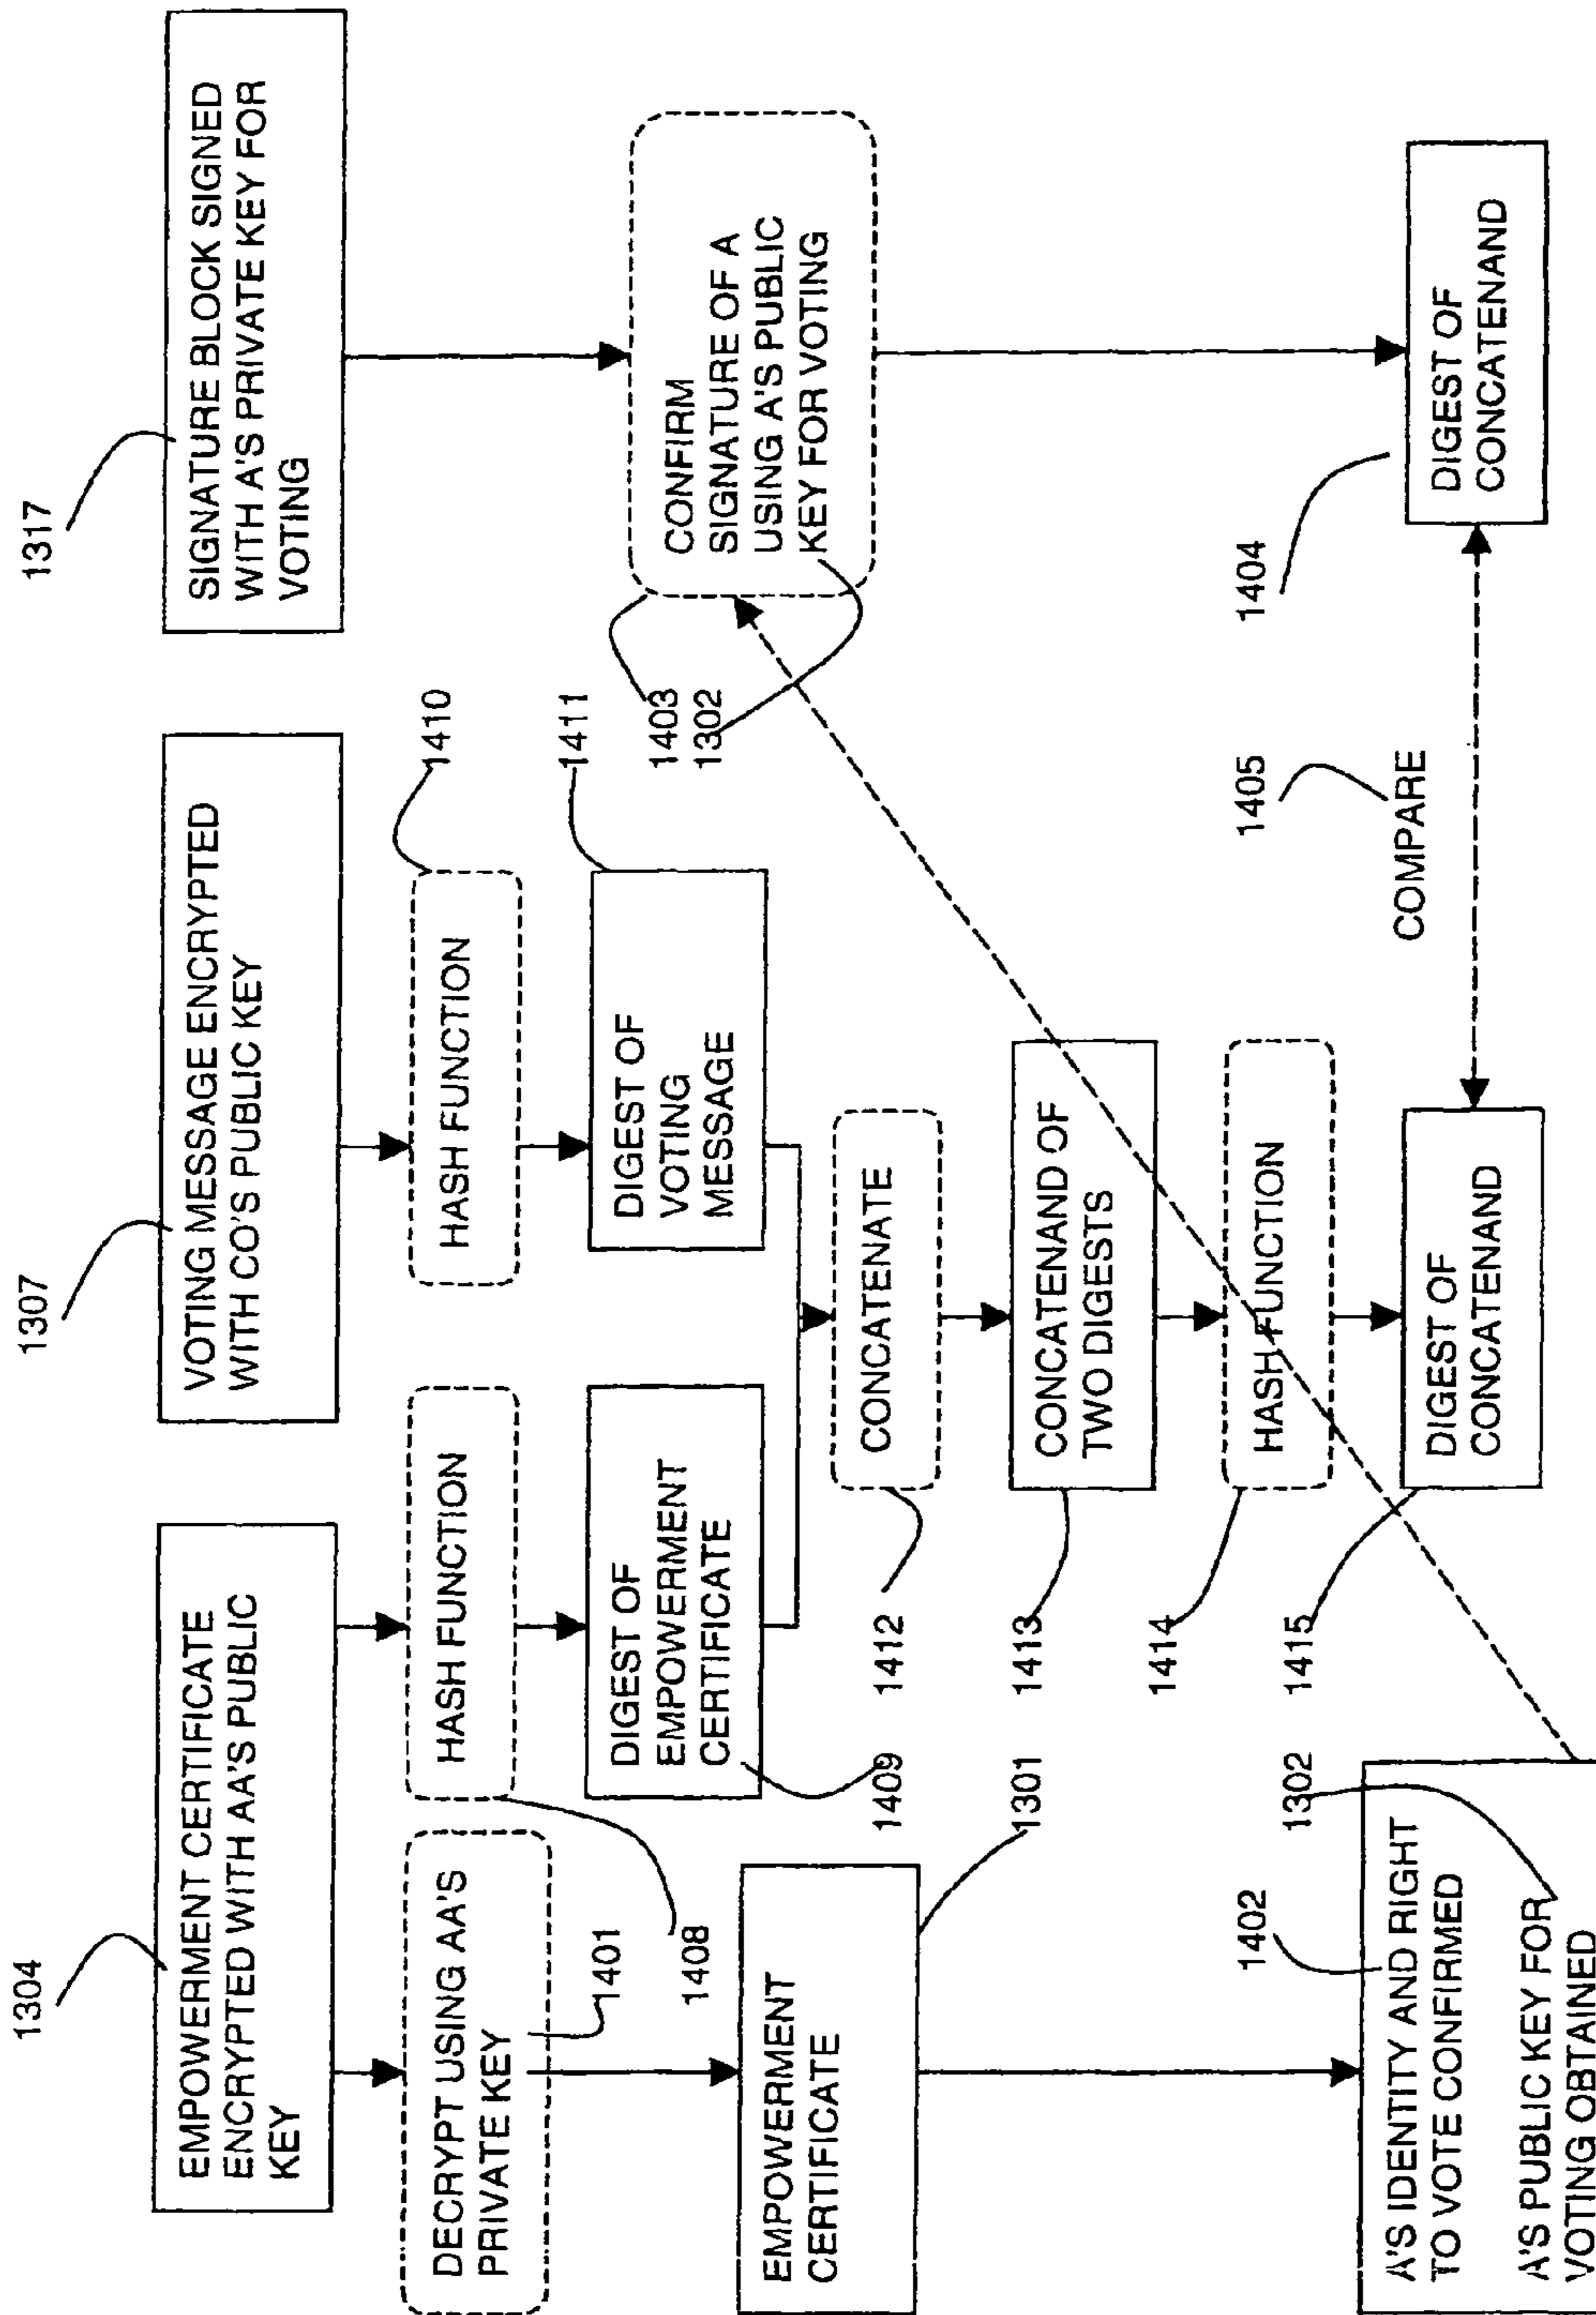 1304
EMPOWERMENT CERTIFICATE
ENCRYPTED WITH AA'S PUBLIC
KEY
1307
VOTING MESSAGE ENCRYPTED
WITH CO'S PUBLIC KEY
1317
SIGNATURE BLOCK SIGNED
WITH A'S PRIVATE KEY FOR
VOTING
DECRYPT USING AA'S
PRIVATE KEY
1401
HASH FUNCTION
1408
HASH FUNCTION
1410
EMPOWERMENT
CERTIFICATE
1301
DIGEST OF
EMPOWERMENT
CERTIFICATE
1409
DIGEST OF
VOTING
MESSAGE
1411
CONFIRM
SIGNATURE OF A
USING A'S PUBLIC
KEY FOR VOTING
1403
1302
CONCATENATE
1412
CONCATENAND OF
TWO DIGESTS
1413
HASH FUNCTION
1414
1402
A'S IDENTITY AND RIGHT
TO VOTE CONFIRMED
A'S PUBLIC KEY FOR
VOTING OBTAINED
1302
1415
DIGEST OF
CONCATENAND
1405
COMPARE
1404
DIGEST OF
CONCATENAND